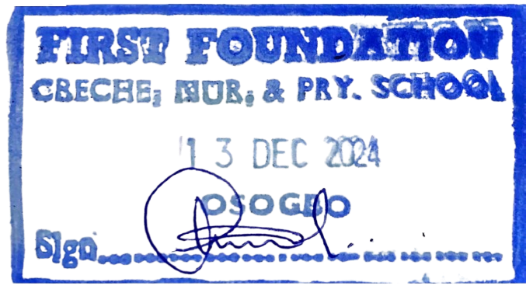 FIRST FOUNDATION
CRECHE, NUR, & PRY. SCHOOL
13 DEC 2024
OSOGBO
Sign